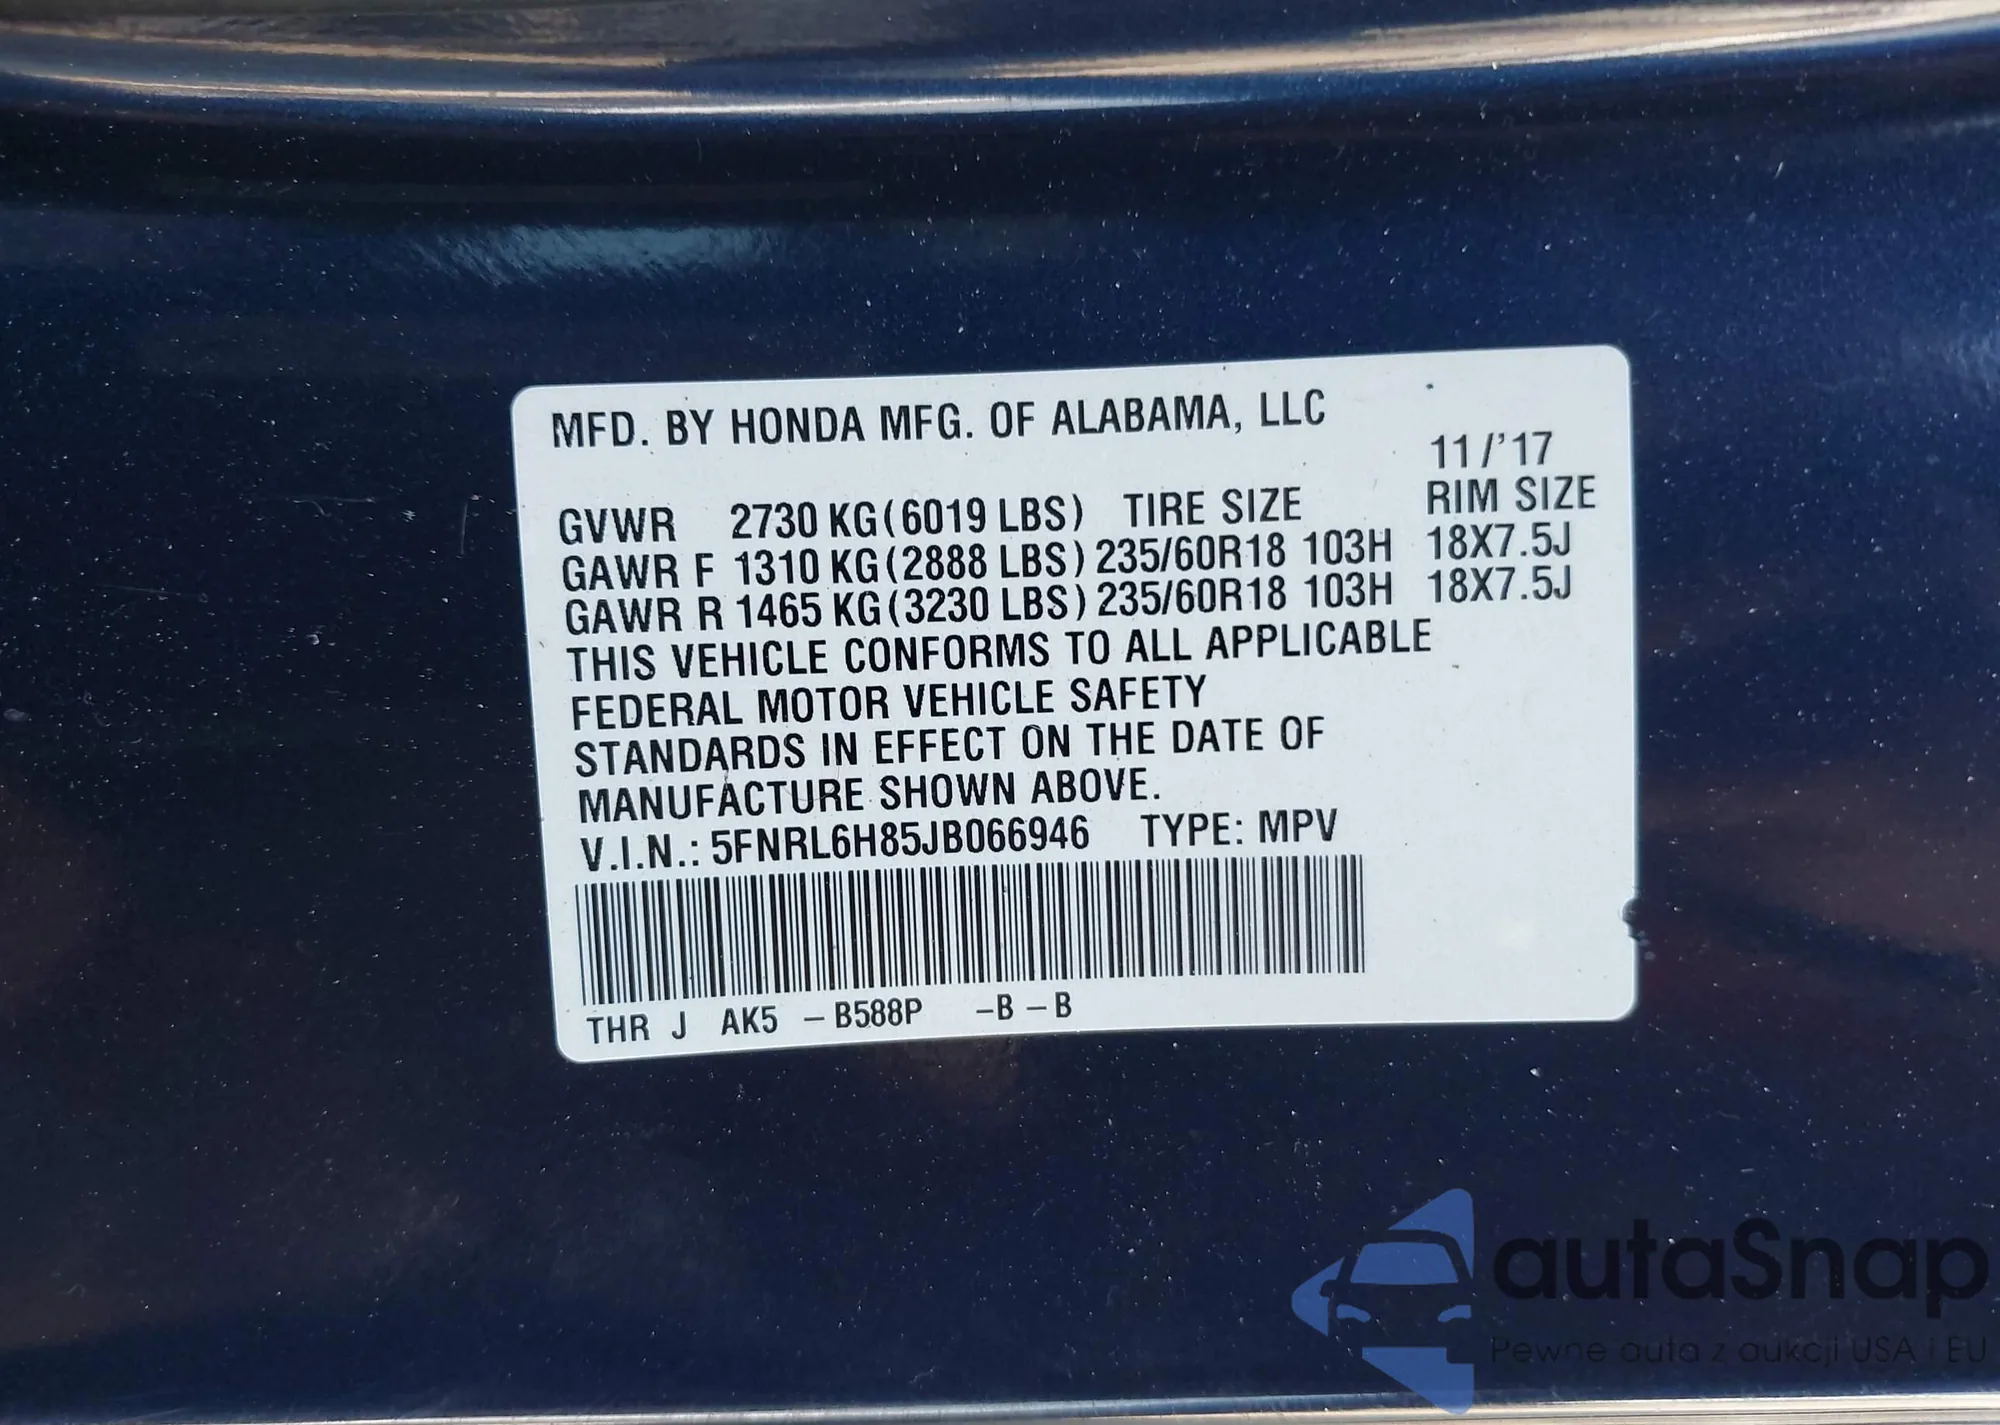 MFD. BY HONDA MFG. OF ALABAMA, LLC
11/'17
GVWR 2730 KG(6019 LBS) TIRE SIZE RIM SIZE
GAWR F 1310 KG(2888 LBS) 235/60R18 103H 18X7.5J
GAWR R 1465 KG(3230 LBS) 235/60R18 103H 18X7.5J
THIS VEHICLE CONFORMS TO ALL APPLICABLE
FEDERAL MOTOR VEHICLE SAFETY
STANDARDS IN EFFECT ON THE DATE OF
MANUFACTURE SHOWN ABOVE.
V.I.N.: 5FNRL6H85JB066946 TYPE: MPV
THR J AK5 –B588P –B –B
autaSnap
Pewne auta z aukcji USA i EU